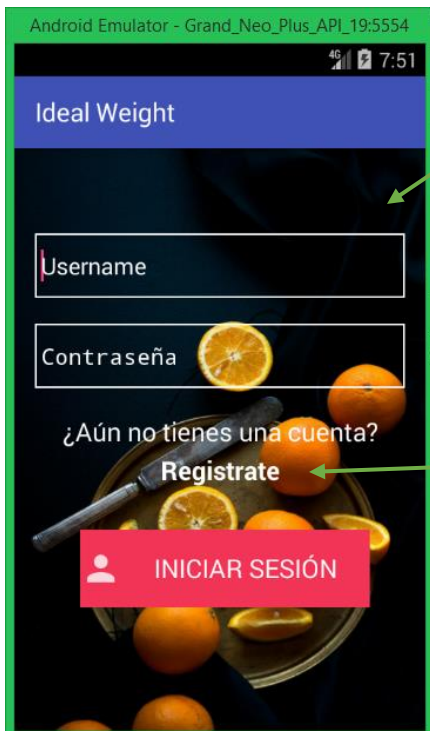 Android Emulator - Grand_Neo_Plus_API_19:5554
4G 7:51
Ideal Weight
Username
Contraseña
¿Aún no tienes una cuenta?
Registrate
INICIAR SESIÓN